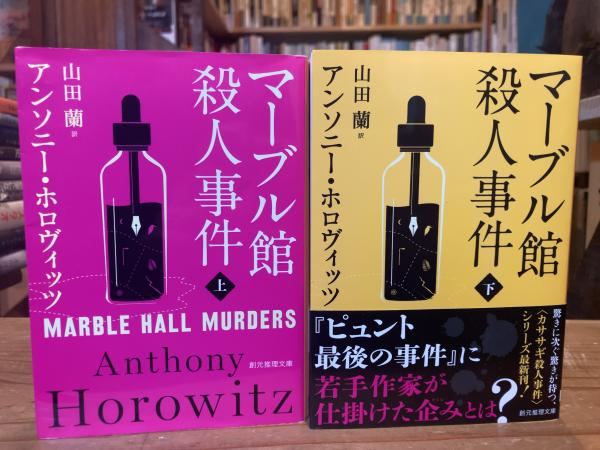 マーブル館
殺人事件
上
アンソニー・ホロヴィッツ
山田 蘭 訳
MARBLE HALL MURDERS
Anthony
Horowitz
創元推理文庫
マーブル館
殺人事件
下
アンソニー・ホロヴィッツ
山田 蘭 訳
驚きに次ぐ驚きが待つ、
〈カササギ殺人事件〉
シリーズ最新刊!
『ピュント
最後の事件』に
若手作家が
仕掛けた企みとは?
創元推理文庫